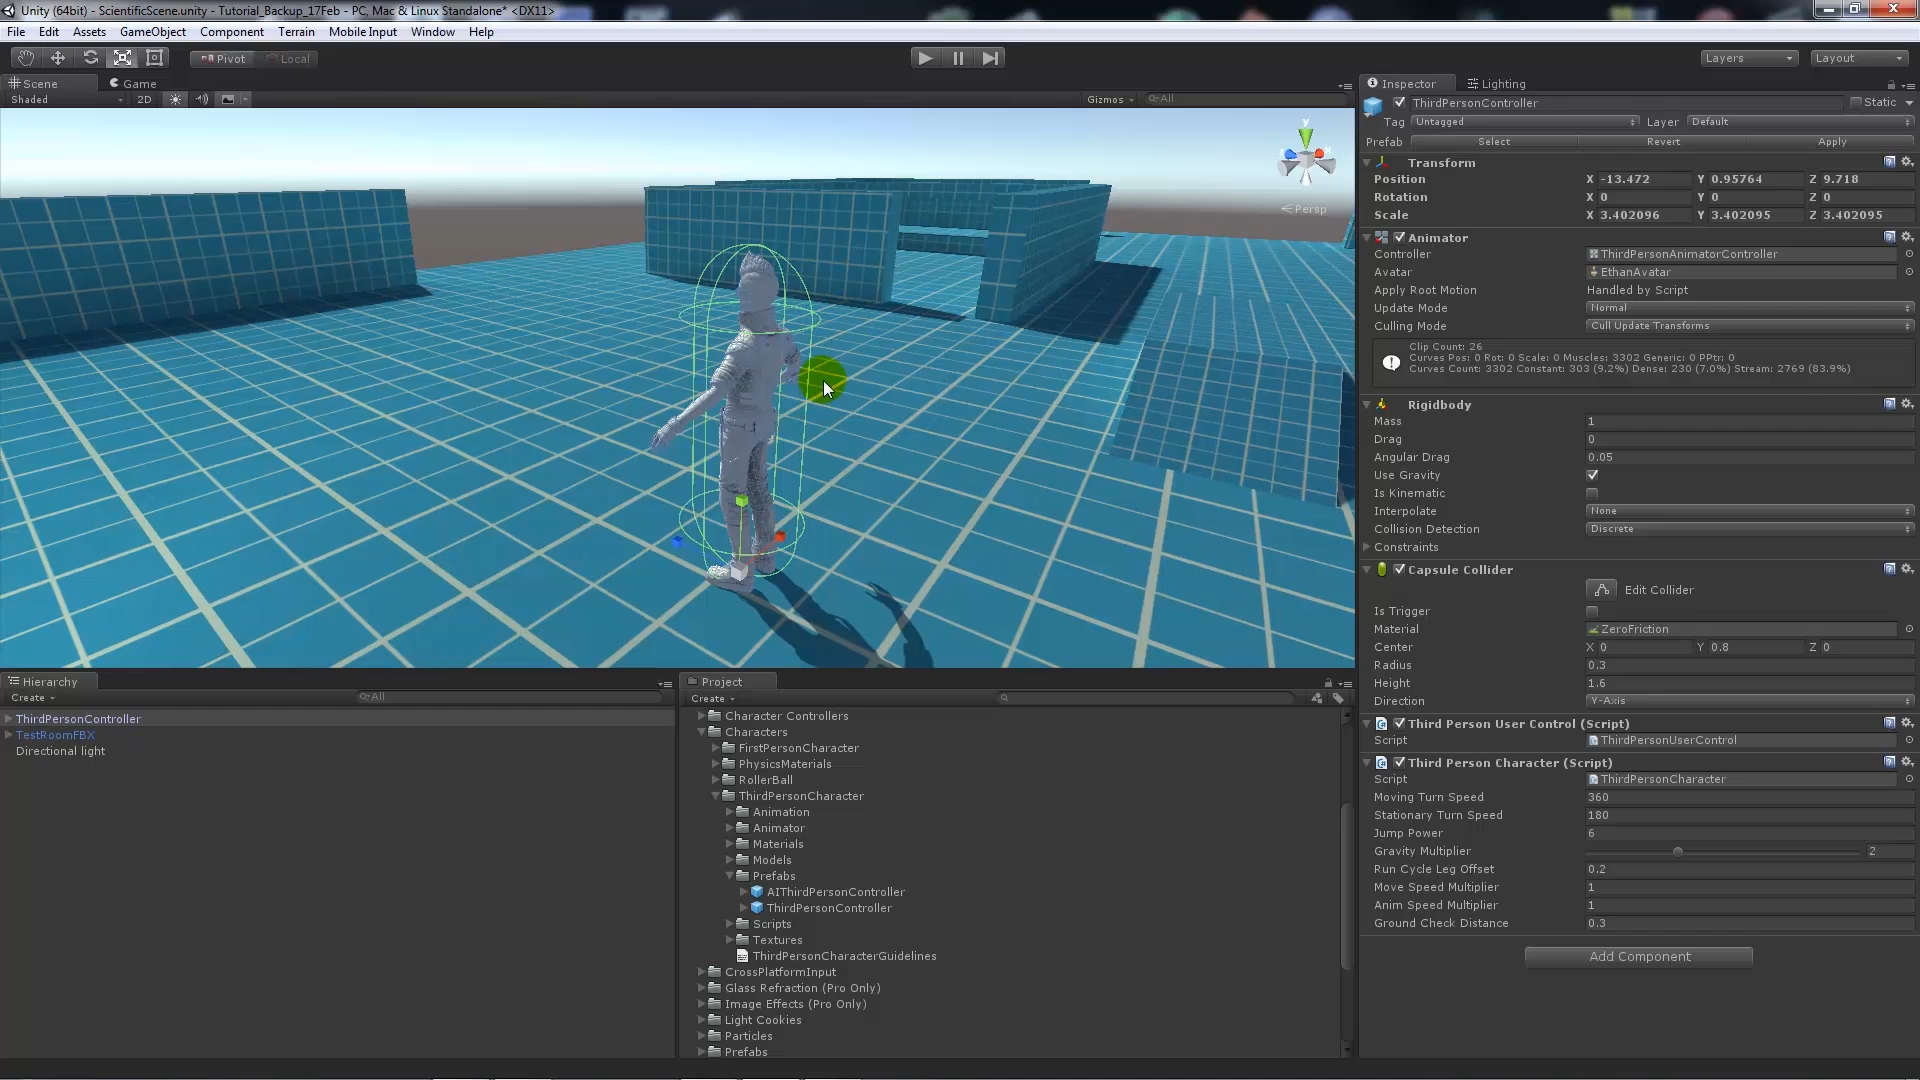 Unity (64bit) - ScientificScene.unity - Tutorial_Backup_17Feb - PC, Mac & Linux Standalone* <DX11>
File Edit Assets GameObject Component Terrain Mobile Input Window Help
Pivot Local Layers Layout
Scene Game
Shaded 2D Gizmos All
y
Persp
Inspector Lighting
ThirdPersonController Static
Tag Untagged Layer Default
Prefab Select Revert Apply
Transform
Position X -13.472 Y 0.95764 Z 9.718
Rotation X 0 Y 0 Z 0
Scale X 3.402096 Y 3.402095 Z 3.402095
Animator
Controller ThirdPersonAnimatorController
Avatar EthanAvatar
Apply Root Motion Handled by Script
Update Mode Normal
Culling Mode Cull Update Transforms
Clip Count: 26
Curves Pos: 0 Rot: 0 Scale: 0 Muscles: 3302 Generic: 0 PPtr: 0
Curves Count: 3302 Constant: 303 (9.2%) Dense: 230 (7.0%) Stream: 2769 (83.9%)
Rigidbody
Mass 1
Drag 0
Angular Drag 0.05
Use Gravity
Is Kinematic
Interpolate None
Collision Detection Discrete
Constraints
Capsule Collider
Edit Collider
Is Trigger
Material ZeroFriction
Center X 0 Y 0.8 Z 0
Radius 0.3
Height 1.6
Direction Y-Axis
Third Person User Control (Script)
Script ThirdPersonUserControl
Third Person Character (Script)
Script ThirdPersonCharacter
Moving Turn Speed 360
Stationary Turn Speed 180
Jump Power 6
Gravity Multiplier 2
Run Cycle Leg Offset 0.2
Move Speed Multiplier 1
Anim Speed Multiplier 1
Ground Check Distance 0.3
Add Component
Hierarchy
Create All
ThirdPersonController
TestRoomFBX
Directional light
Project
Create
Character Controllers
Characters
FirstPersonCharacter
PhysicsMaterials
RollerBall
ThirdPersonCharacter
Animation
Animator
Materials
Models
Prefabs
AIThirdPersonController
ThirdPersonController
Scripts
Textures
ThirdPersonCharacterGuidelines
CrossPlatformInput
Glass Refraction (Pro Only)
Image Effects (Pro Only)
Light Cookies
Particles
Prefabs